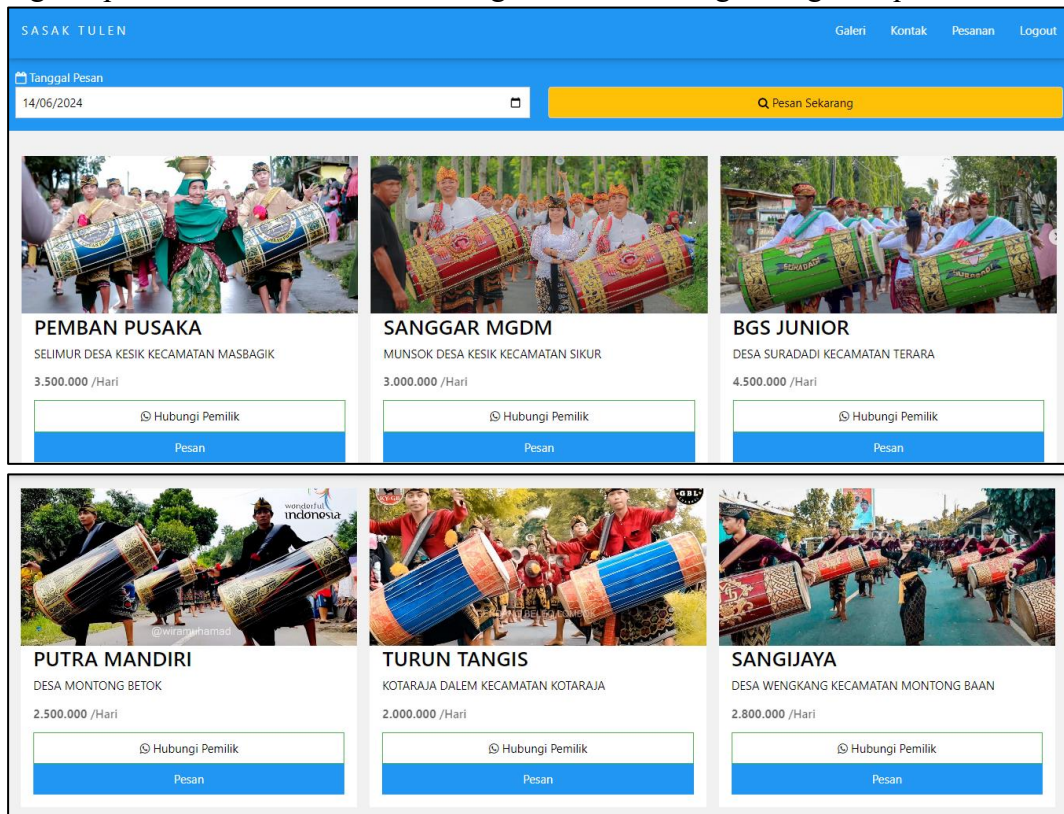 SASAK TULEN
Galeri Kontak Pesanan Logout
Tanggal Pesan
14/06/2024
Pesan Sekarang
PEMBAN PUSAKA
SELIMUR DESA KESIK KECAMATAN MASBAGIK
3.500.000 /Hari
Hubungi Pemilik
Pesan
SANGGAR MGDM
MUNSOK DESA KESIK KECAMATAN SIKUR
3.000.000 /Hari
Hubungi Pemilik
Pesan
BGS JUNIOR
DESA SURADADI KECAMATAN TERARA
4.500.000 /Hari
Hubungi Pemilik
Pesan
wonderful
indonesia
@wiramuhamad
PUTRA MANDIRI
DESA MONTONG BETOK
2.500.000 /Hari
Hubungi Pemilik
Pesan
GBL
TURUN TANGIS
KOTARAJA DALEM KECAMATAN KOTARAJA
2.000.000 /Hari
Hubungi Pemilik
Pesan
SANGIJAYA
DESA WENGKANG KECAMATAN MONTONG BAAN
2.800.000 /Hari
Hubungi Pemilik
Pesan